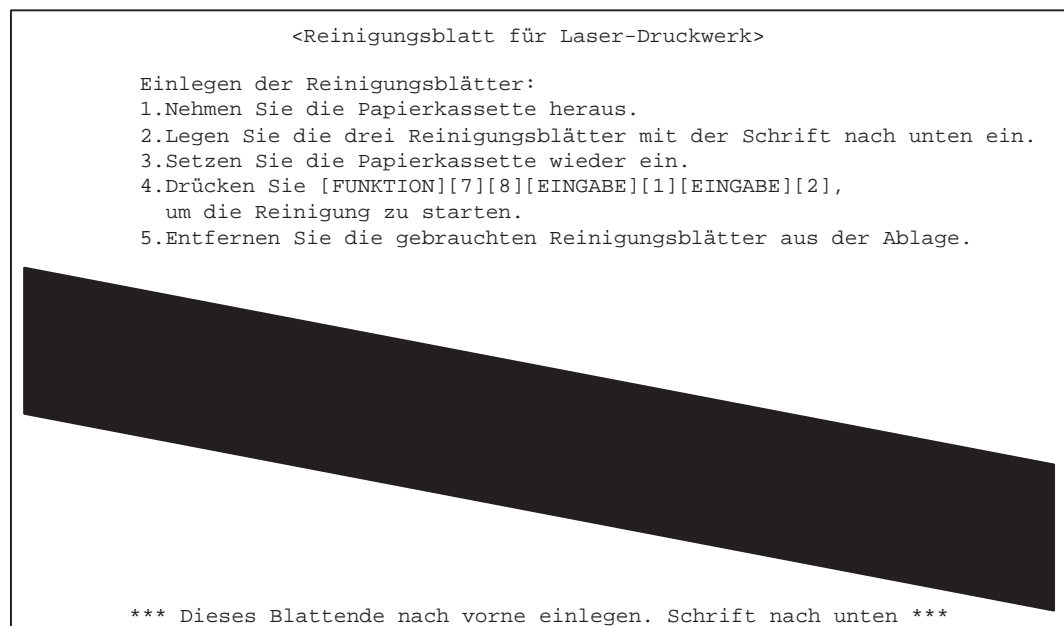 <Reinigungsblatt für Laser-Druckwerk>
Einlegen der Reinigungsblätter:
1.Nehmen Sie die Papierkassette heraus.
2.Legen Sie die drei Reinigungsblätter mit der Schrift nach unten ein.
3.Setzen Sie die Papierkassette wieder ein.
4.Drücken Sie [FUNKTION][7][8][EINGABE][1][EINGABE][2],
um die Reinigung zu starten.
5.Entfernen Sie die gebrauchten Reinigungsblätter aus der Ablage.
*** Dieses Blattende nach vorne einlegen. Schrift nach unten ***